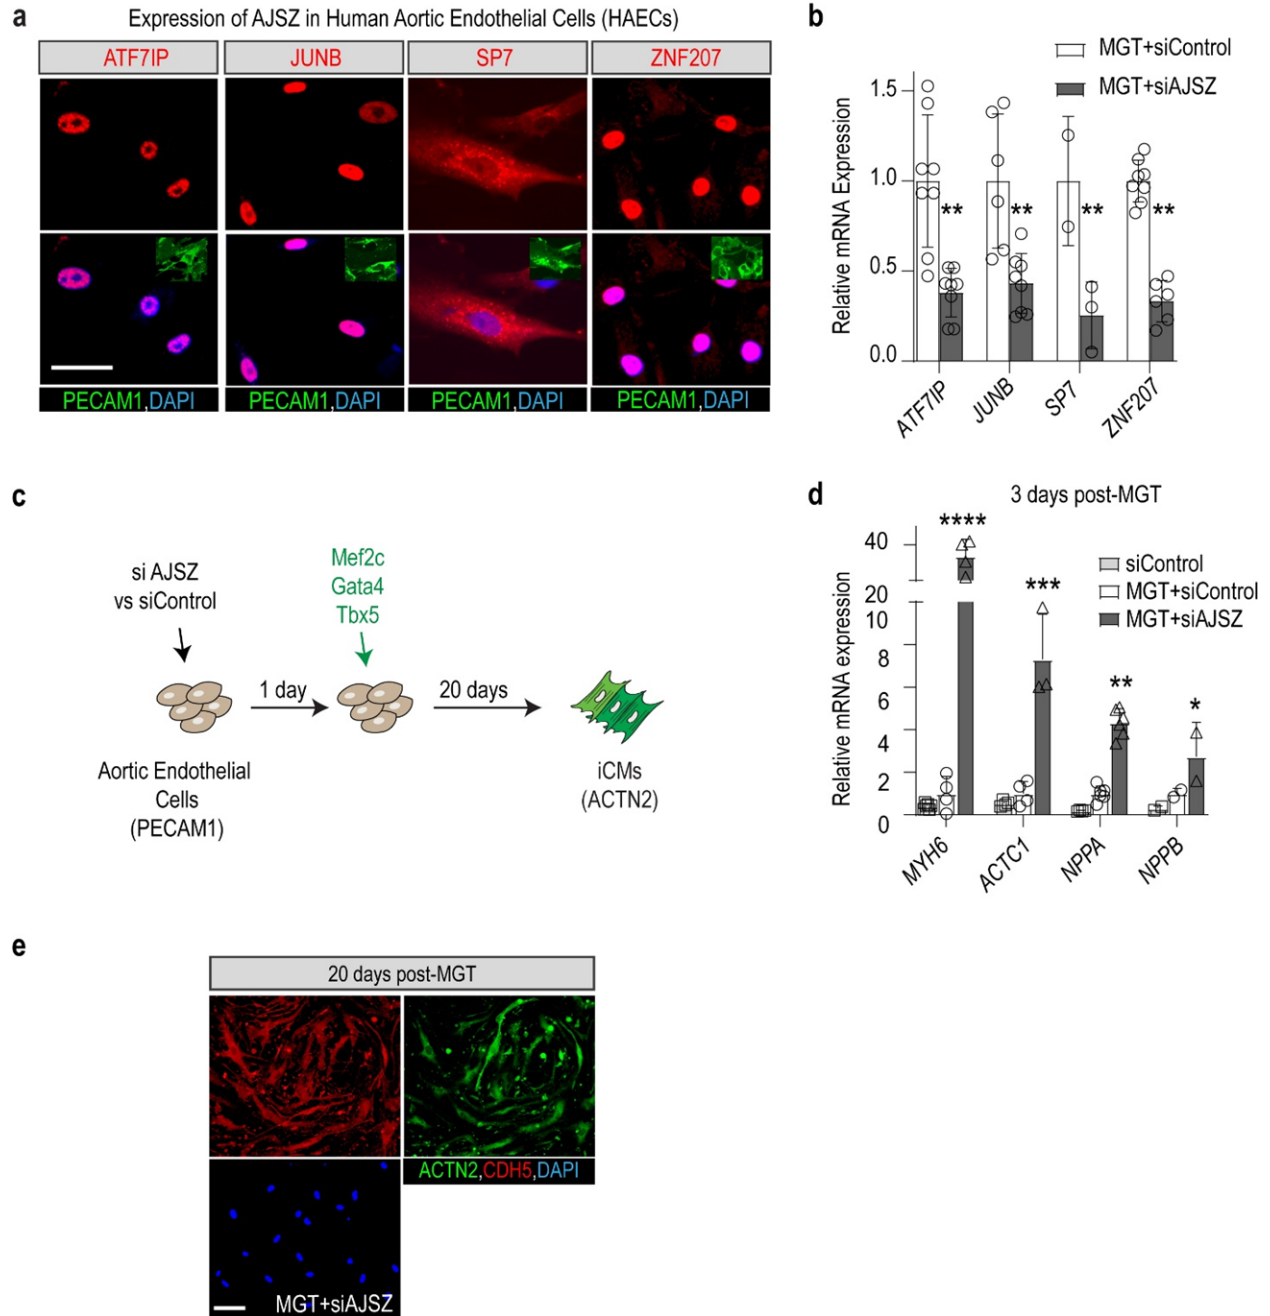 a
Expression of AJSZ in Human Aortic Endothelial Cells (HAECs)
ATF7IP
JUNB
SP7
ZNF207
PECAM1,DAPI
PECAM1,DAPI
PECAM1,DAPI
PECAM1,DAPI
b
MGT+siControl
MGT+siAJSZ
Relative mRNA Expression
1.5
1.0
0.5
0.0
**
**
**
**
ATF7IP
JUNB
SP7
ZNF207
c
si AJSZ
vs siControl
Mef2c
Gata4
Tbx5
1 day
20 days
Aortic Endothelial
Cells
(PECAM1)
iCMs
(ACTN2)
d
3 days post-MGT
siControl
MGT+siControl
MGT+siAJSZ
Relative mRNA expression
40
20
8
6
4
2
0
****
***
**
*
MYH6
ACTC1
NPPA
NPPB
e
20 days post-MGT
ACTN2,CDH5,DAPI
MGT+siAJSZ